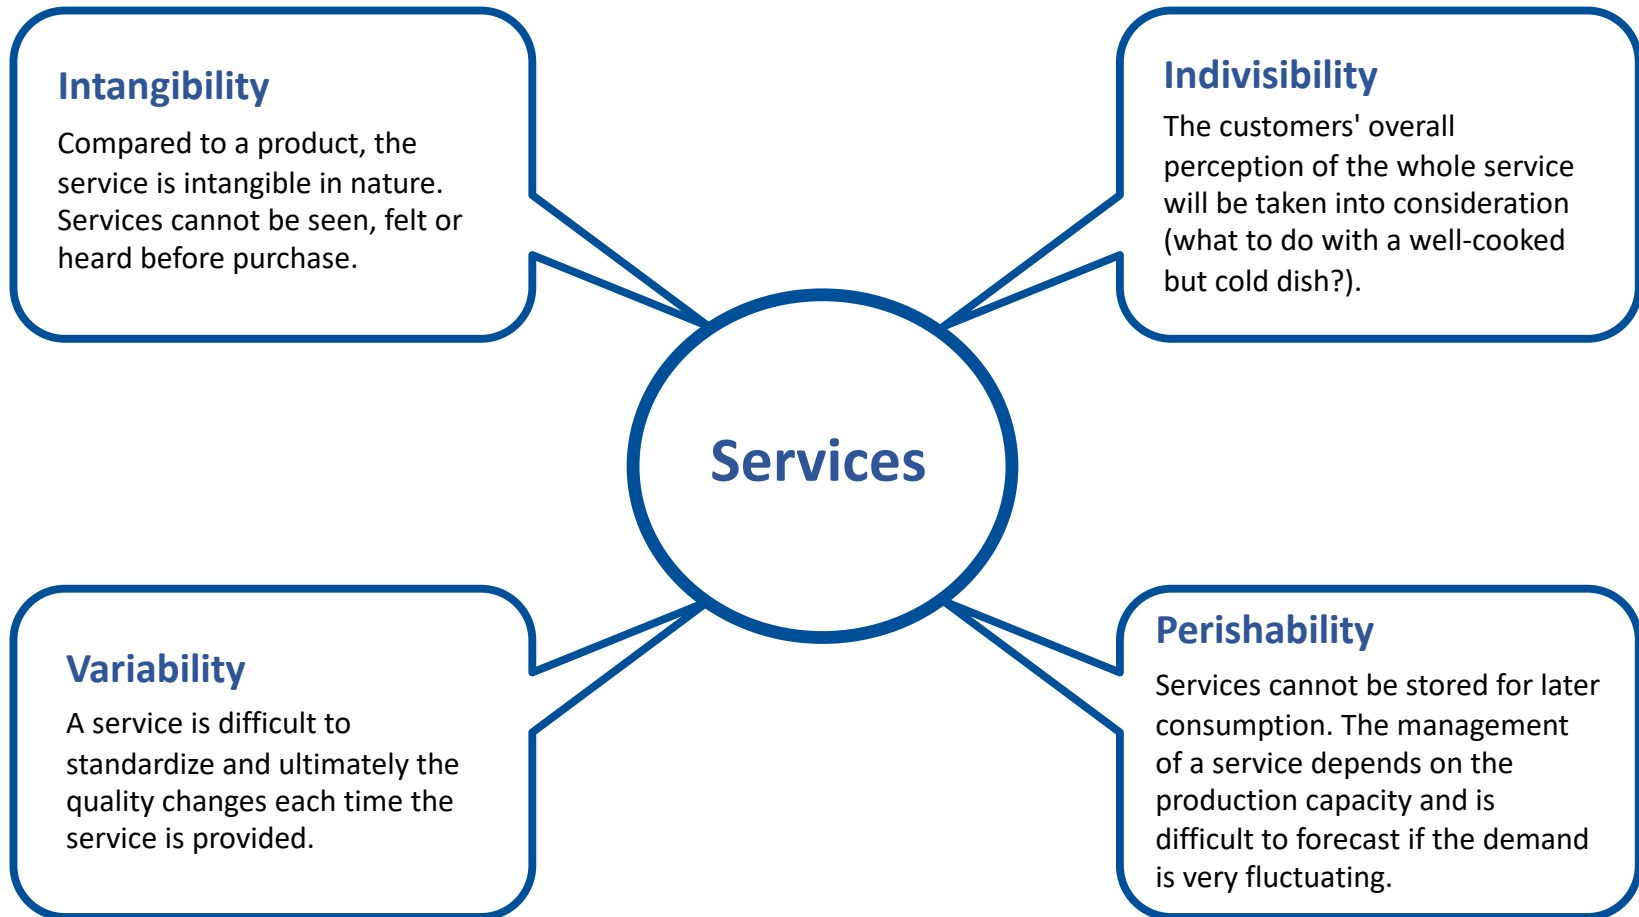 Intangibility
Compared to a product, the
service is intangible in nature.
Services cannot be seen, felt or
heard before purchase.
Indivisibility
The customers' overall
perception of the whole service
will be taken into consideration
(what to do with a well-cooked
but cold dish?).
Services
Variability
A service is difficult to
standardize and ultimately the
quality changes each time the
service is provided.
Perishability
Services cannot be stored for later
consumption. The management
of a service depends on the
production capacity and is
difficult to forecast if the demand
is very fluctuating.